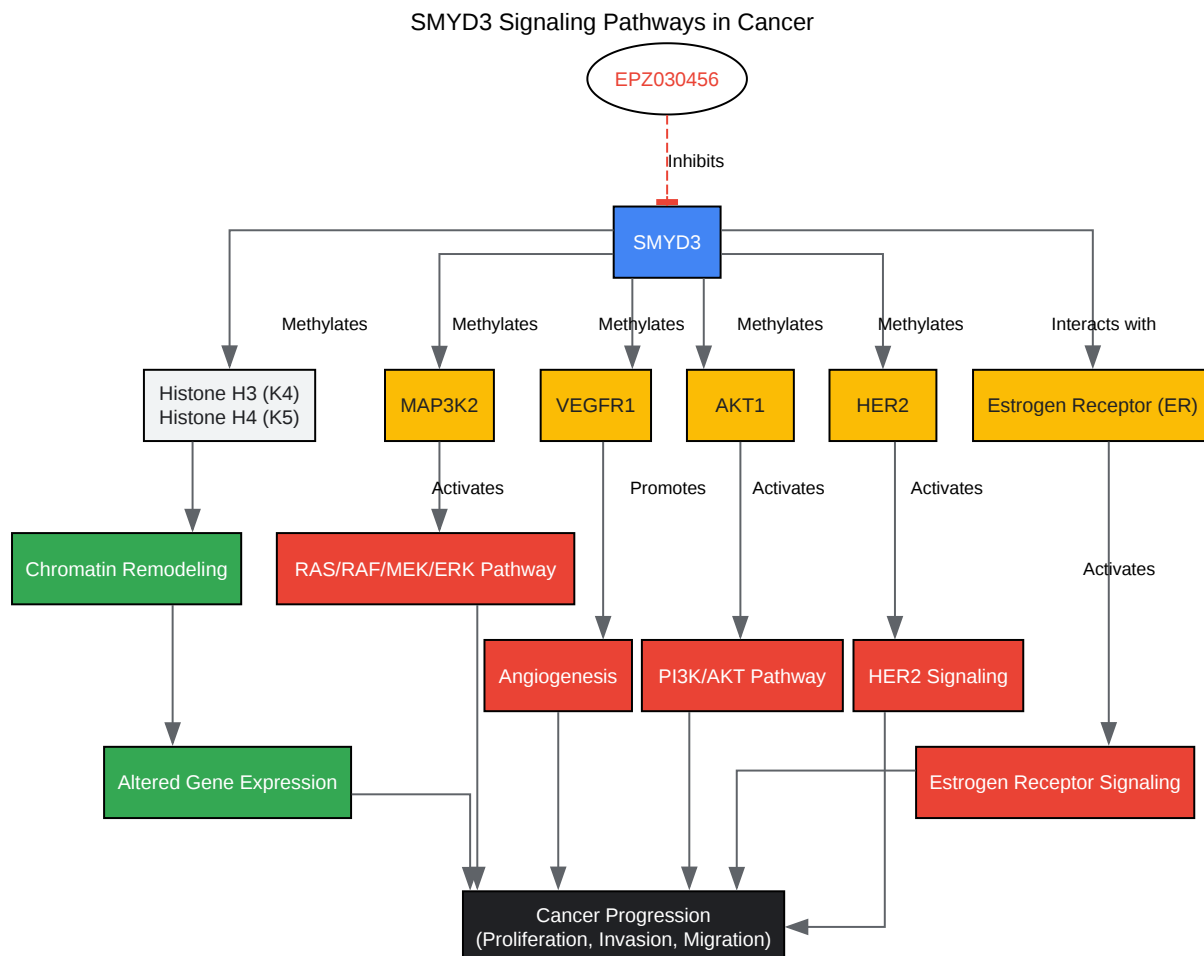 SMYD3 Signaling Pathways in Cancer
EPZ030456
Inhibits
SMYD3
Methylates
Methylates
Methylates
Methylates
Methylates
Interacts with
Histone H3 (K4)
Histone H4 (K5)
MAP3K2
VEGFR1
AKT1
HER2
Estrogen Receptor (ER)
Activates
Promotes
Activates
Activates
Chromatin Remodeling
RAS/RAF/MEK/ERK Pathway
Activates
Angiogenesis
PI3K/AKT Pathway
HER2 Signaling
Altered Gene Expression
Estrogen Receptor Signaling
Cancer Progression
(Proliferation, Invasion, Migration)